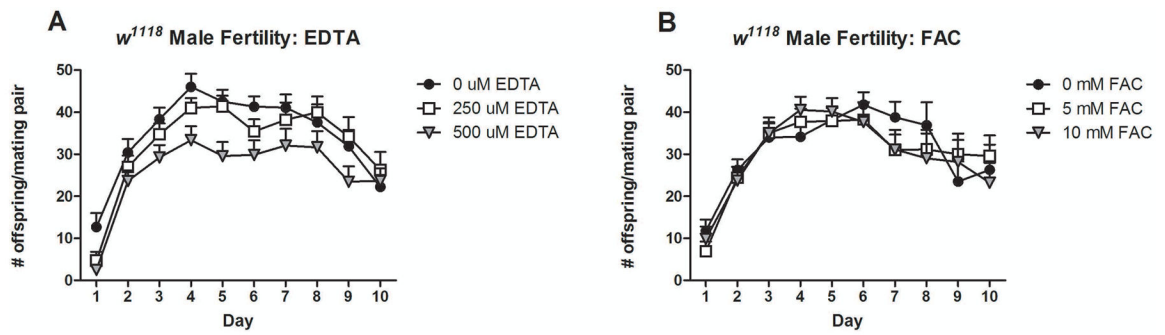 A
w1118 Male Fertility: EDTA
# offspring/mating pair
50
40
30
20
10
0
1 2 3 4 5 6 7 8 9 10
Day
0 uM EDTA
250 uM EDTA
500 uM EDTA
B
w1118 Male Fertility: FAC
# offspring/mating pair
50
40
30
20
10
0
1 2 3 4 5 6 7 8 9 10
Day
0 mM FAC
5 mM FAC
10 mM FAC